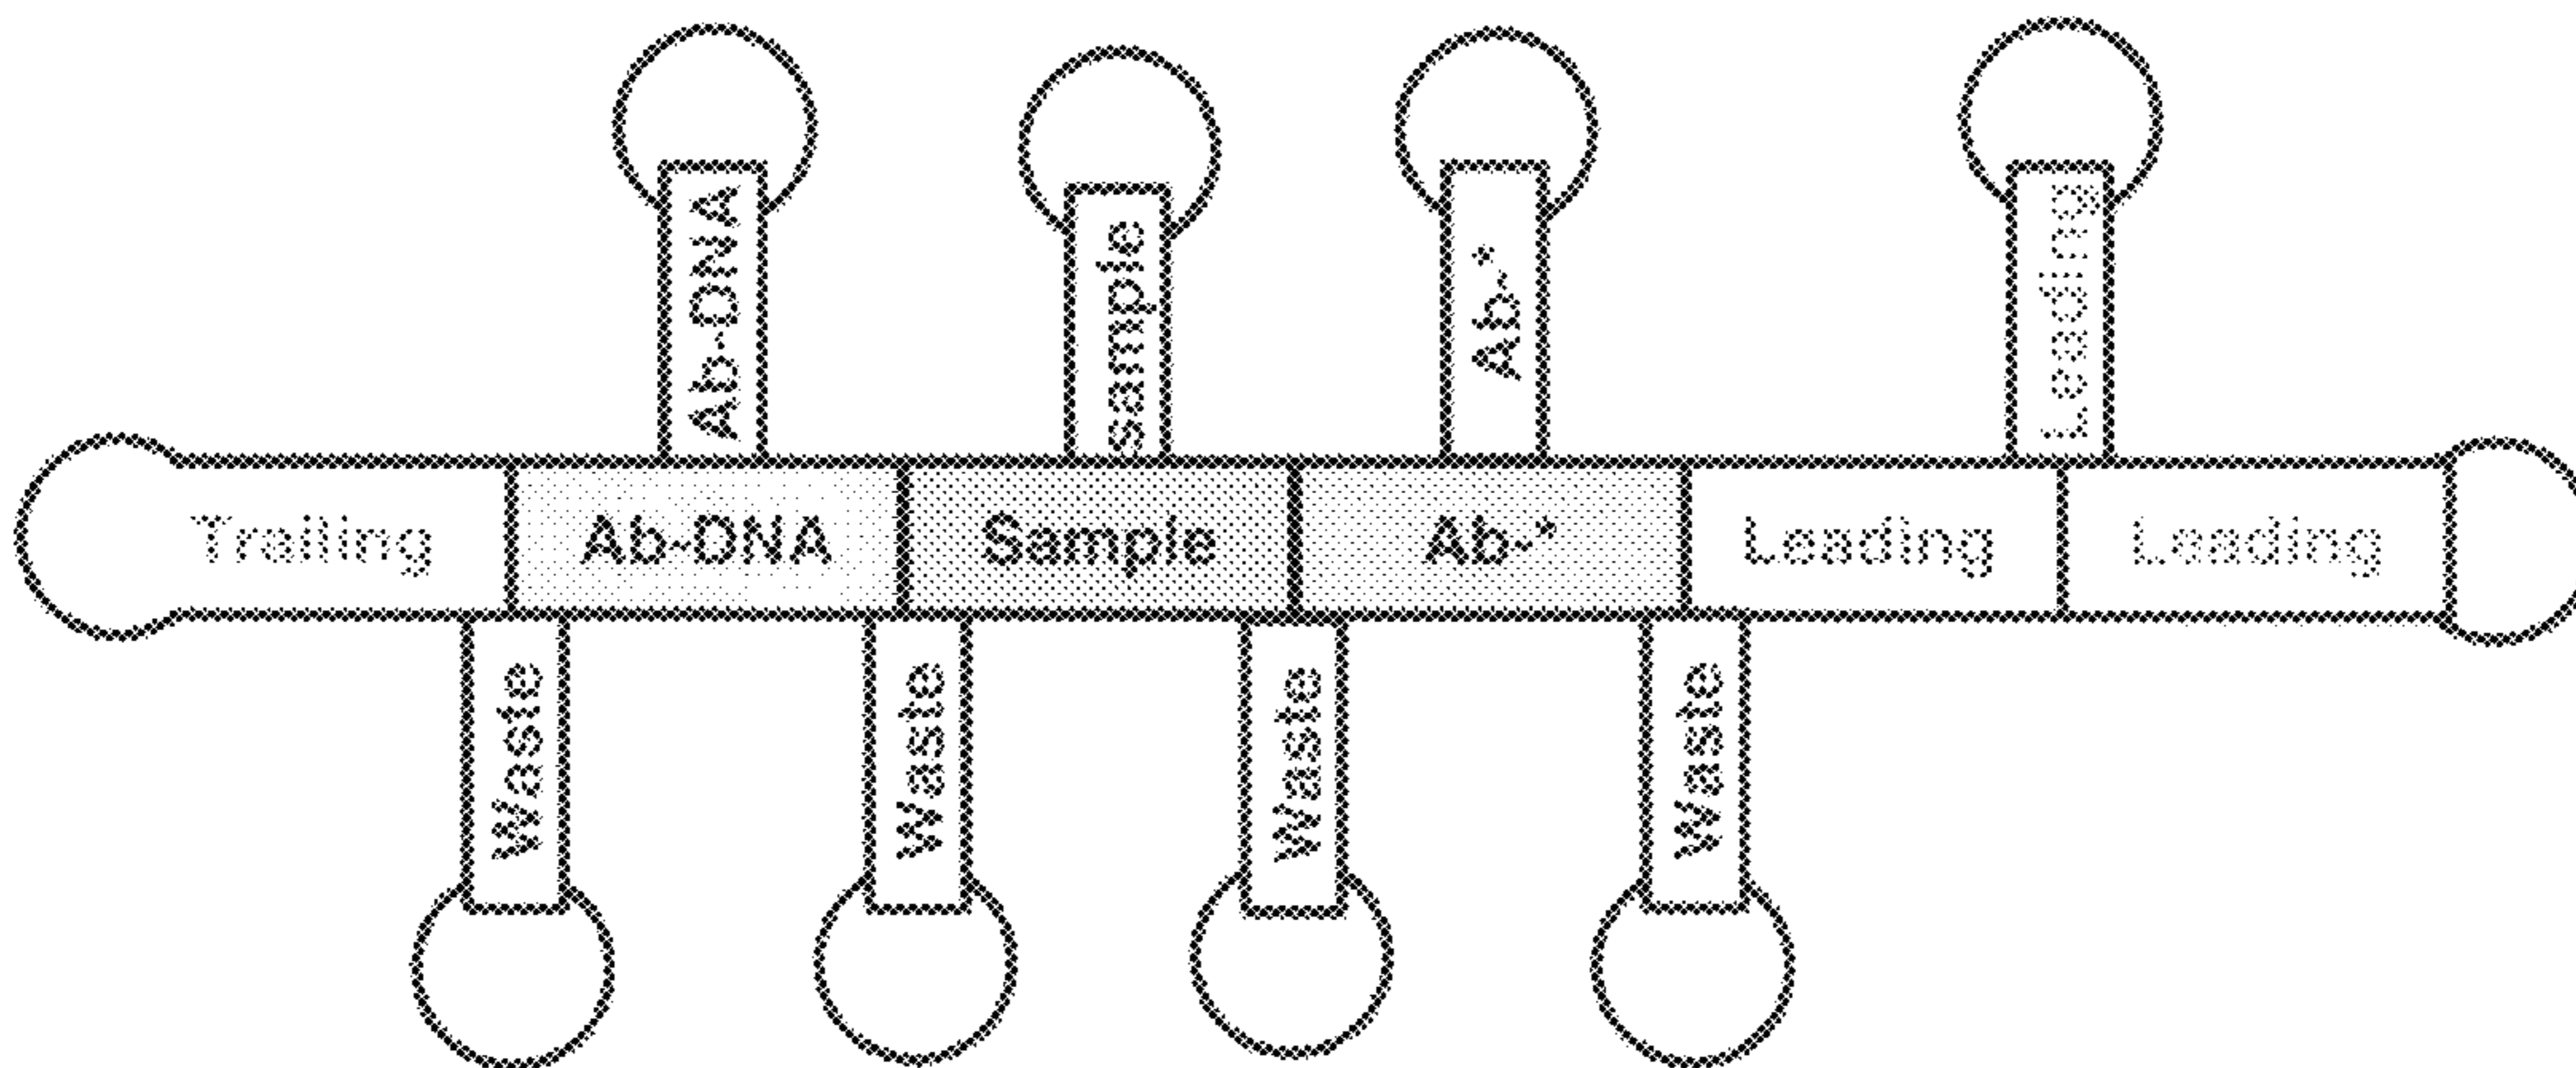 Ab-DNA
sample
Ab-*
Leading
Trailing Ab-DNA Sample Ab-* Leading Leading
Waste
Waste
Waste
Waste